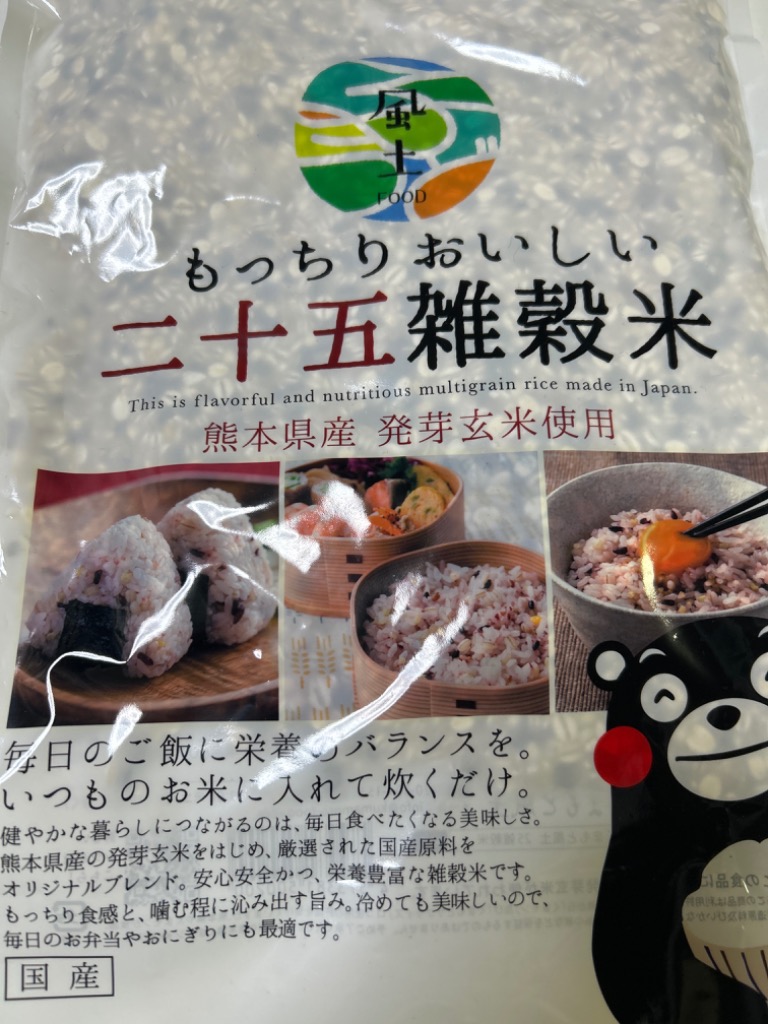 風土
FOOD
もっちりおいしい
二十五雑穀米
This is flavorful and nutritious multigrain rice made in Japan.
熊本県産 発芽玄米使用
毎日のご飯に栄養のバランスを。
いつものお米に入れて炊くだけ。
健やかな暮らしにつながるのは、毎日食べたくなる美味しさ。
熊本県産の発芽玄米をはじめ、厳選された国産原料を
オリジナルブレンド。安心安全かつ、栄養豊富な雑穀米です。
もっちり食感と、噛む程に沁み出す旨み。冷めても美味しいので、
毎日のお弁当やおにぎりにも最適です。
国産